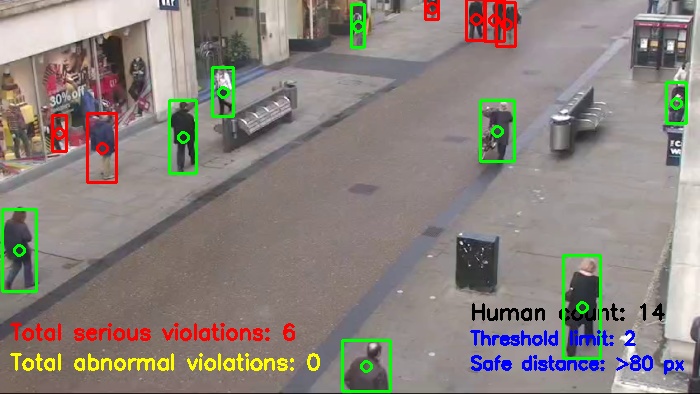 30% off
Human count: 14
Total serious violations: 6
Threshold limit: 2
Total abnormal violations: 0
Safe distance: >80 px